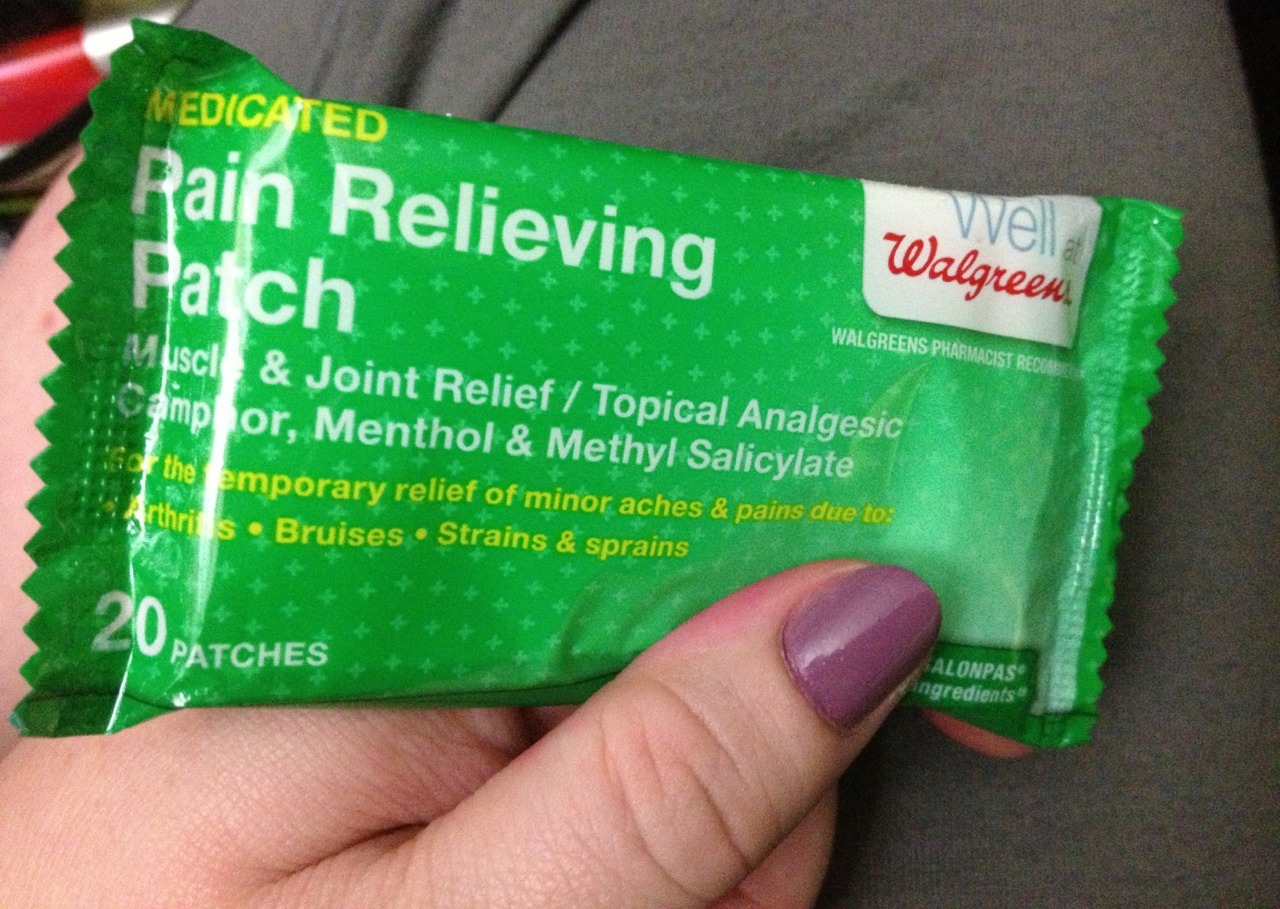 MEDICATED
Pain Relieving
Patch
Well at
Walgreens
WALGREENS PHARMACIST
Muscle & Joint Relief / Topical Analgesic
Camphor, Menthol & Methyl Salicylate
For the temporary relief of minor aches & pains due to:
• Arthritis • Bruises • Strains & sprains
20 PATCHES
SALONPAS®
ingredients